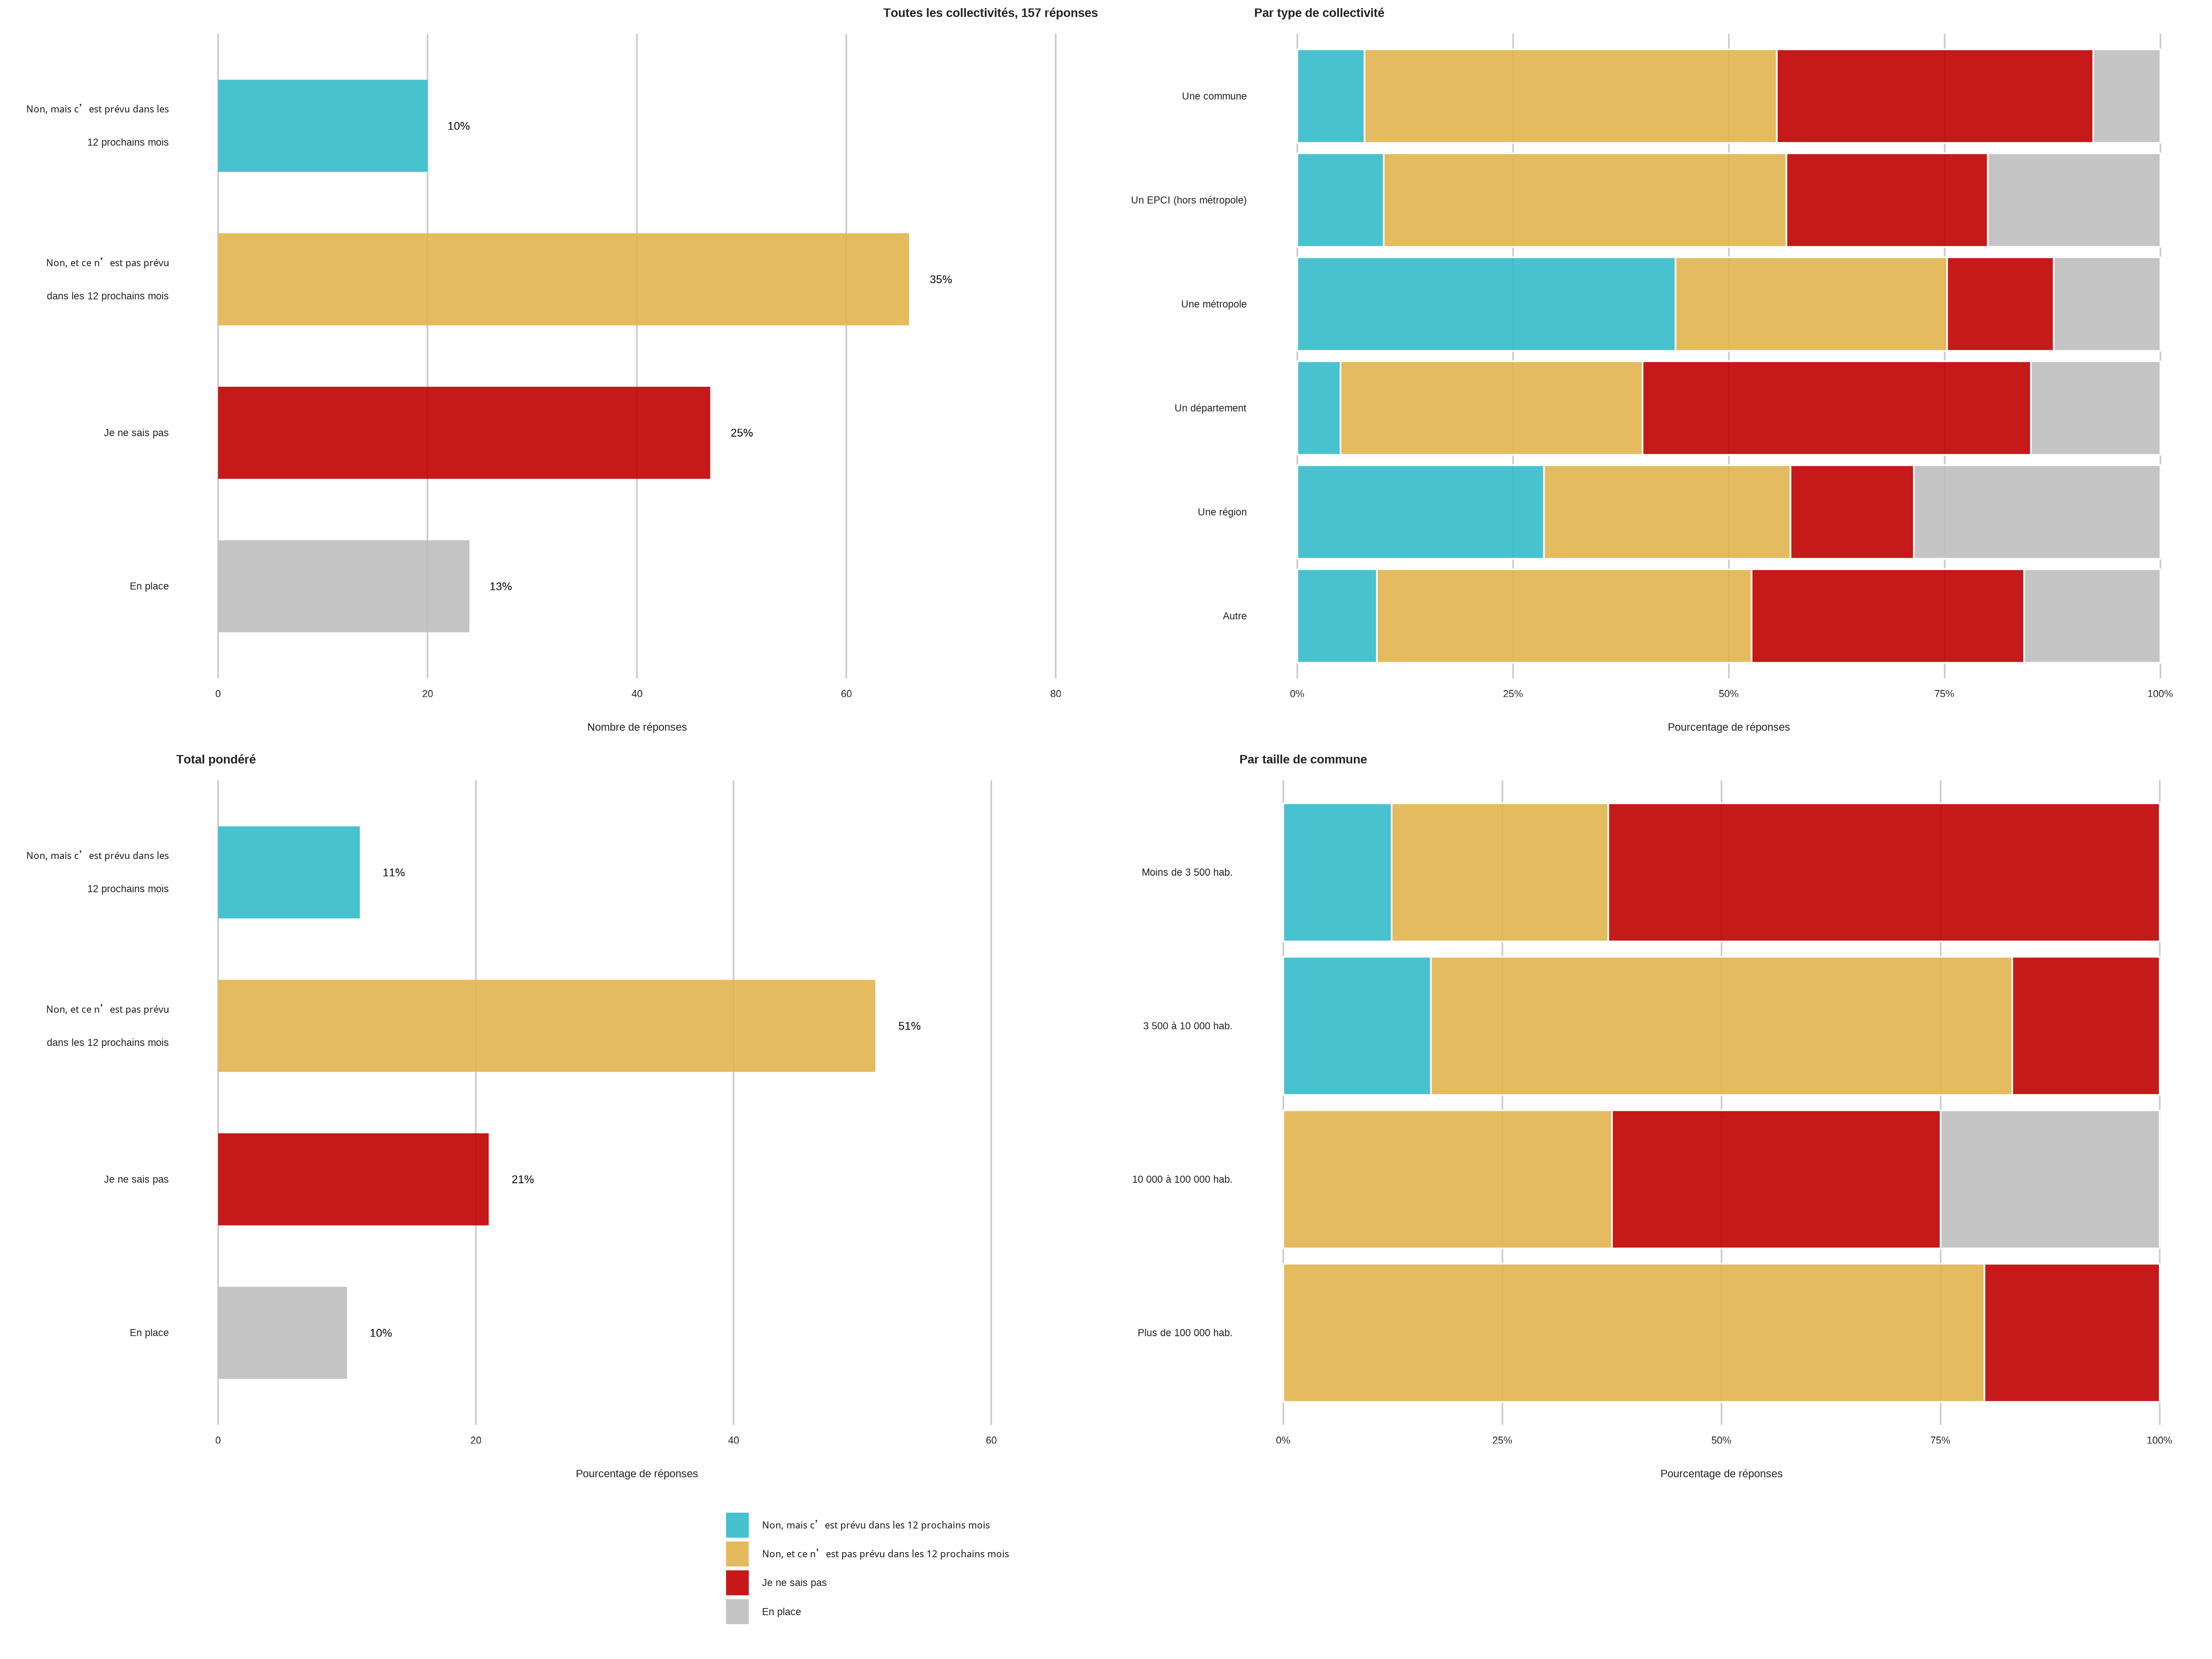 Toutes les collectivités, 157 réponses
Non, mais c’est prévu dans les
12 prochains mois
10%
Non, et ce n’est pas prévu
dans les 12 prochains mois
35%
Je ne sais pas
25%
En place
13%
0 20 40 60 80
Nombre de réponses
Par type de collectivité
Une commune
Un EPCI (hors métropole)
Une métropole
Un département
Une région
Autre
0% 25% 50% 75% 100%
Pourcentage de réponses
Total pondéré
Non, mais c’est prévu dans les
12 prochains mois
11%
Non, et ce n’est pas prévu
dans les 12 prochains mois
51%
Je ne sais pas
21%
En place
10%
0 20 40 60
Pourcentage de réponses
Par taille de commune
Moins de 3 500 hab.
3 500 à 10 000 hab.
10 000 à 100 000 hab.
Plus de 100 000 hab.
0% 25% 50% 75% 100%
Pourcentage de réponses
Non, mais c’est prévu dans les 12 prochains mois
Non, et ce n’est pas prévu dans les 12 prochains mois
Je ne sais pas
En place